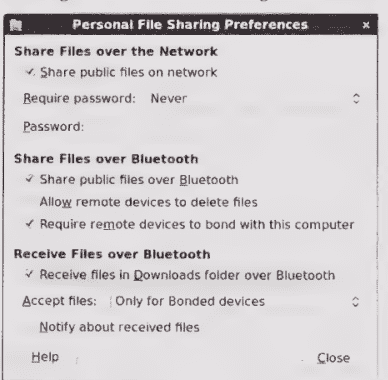 Personal File Sharing Preferences ×
Share Files over the Network
✓ Share public files on network
Require password: Never
Password:
Share Files over Bluetooth
✓ Share public files over Bluetooth
Allow remote devices to delete files
✓ Require remote devices to bond with this computer
Receive Files over Bluetooth
✓ Receive files in Downloads folder over Bluetooth
Accept files: Only for Bonded devices
Notify about received files
Help Close